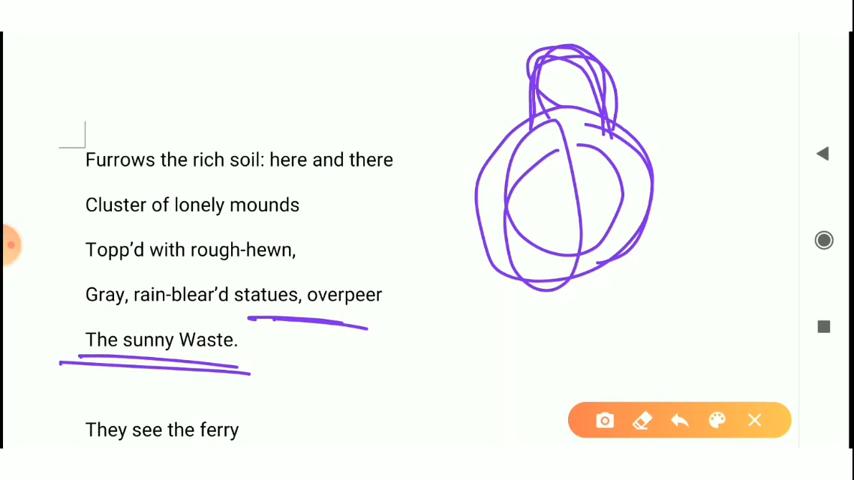 Furrows the rich soil: here and there
Cluster of lonely mounds
Topp’d with rough-hewn,
Gray, rain-blear’d statues, overpeer
The sunny Waste.
They see the ferry